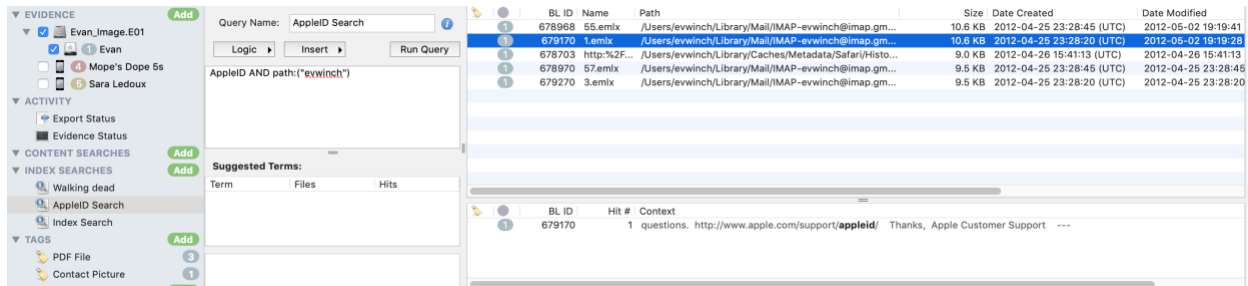 EVIDENCE Add
Evan_Image.E01
1 Evan
4 Mope's Dope 5s
5 Sara Ledoux
ACTIVITY
Export Status
Evidence Status
CONTENT SEARCHES Add
INDEX SEARCHES Add
Walking dead
AppleID Search
Index Search
TAGS Add
PDF File 3
Contact Picture 1
Query Name: AppleID Search
Logic Insert Run Query
AppleID AND path:("evwinch")
Suggested Terms:
Term Files Hits
BL ID Name Path Size Date Created Date Modified
1 678968 55.emlx /Users/evwinch/Library/Mail/IMAP-evwinch@imap.gm... 10.6 KB 2012-04-25 23:28:45 (UTC) 2012-05-02 19:19:41
1 679170 1.emlx /Users/evwinch/Library/Mail/IMAP-evwinch@imap.gm... 10.6 KB 2012-04-25 23:28:20 (UTC) 2012-05-02 19:19:28
1 678703 http:%2F... /Users/evwinch/Library/Caches/Metadata/Safari/Histo... 9.0 KB 2012-04-26 15:41:13 (UTC) 2012-04-26 15:41:13
1 678970 57.emlx /Users/evwinch/Library/Mail/IMAP-evwinch@imap.gm... 9.5 KB 2012-04-25 23:28:45 (UTC) 2012-04-25 23:28:45
1 679270 3.emlx /Users/evwinch/Library/Mail/IMAP-evwinch@imap.gm... 9.5 KB 2012-04-25 23:28:20 (UTC) 2012-04-25 23:28:20
BL ID Hit # Context
1 679170 1 questions. http://www.apple.com/support/appleid/ Thanks, Apple Customer Support ---